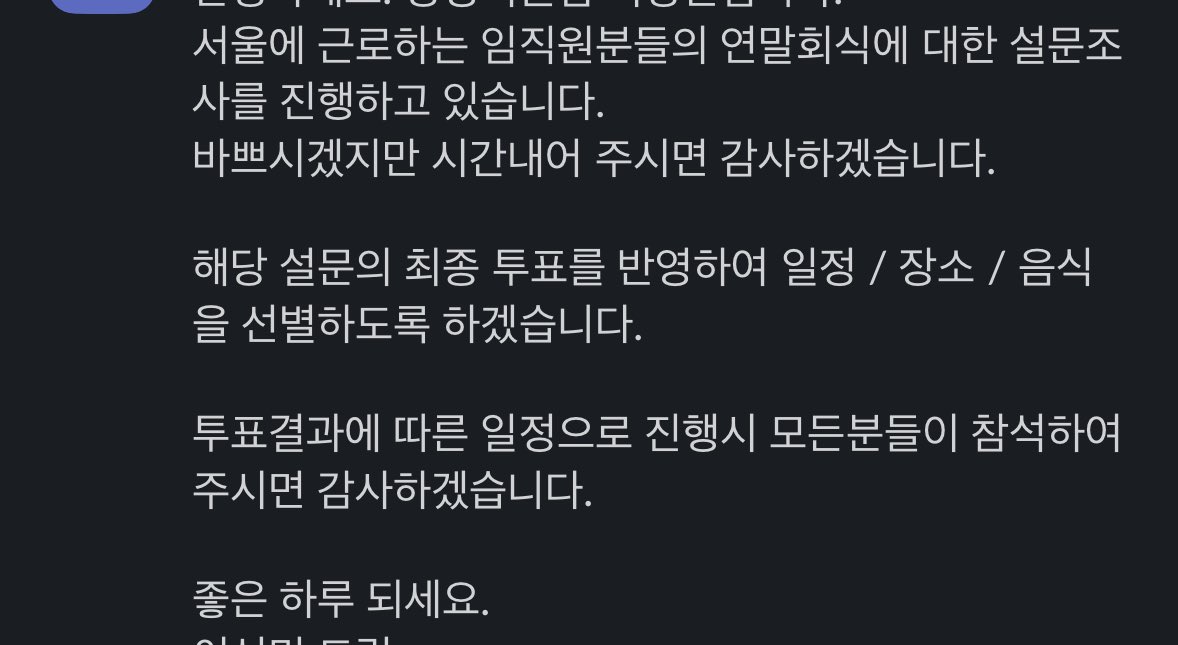 서울에 근로하는 임직원분들의 연말회식에 대한 설문조
사를 진행하고 있습니다.
바쁘시겠지만 시간내어 주시면 감사하겠습니다.
해당 설문의 최종 투표를 반영하여 일정 / 장소 / 음식
을 선별하도록 하겠습니다.
투표결과에 따른 일정으로 진행시 모든분들이 참석하여
주시면 감사하겠습니다.
좋은 하루 되세요.